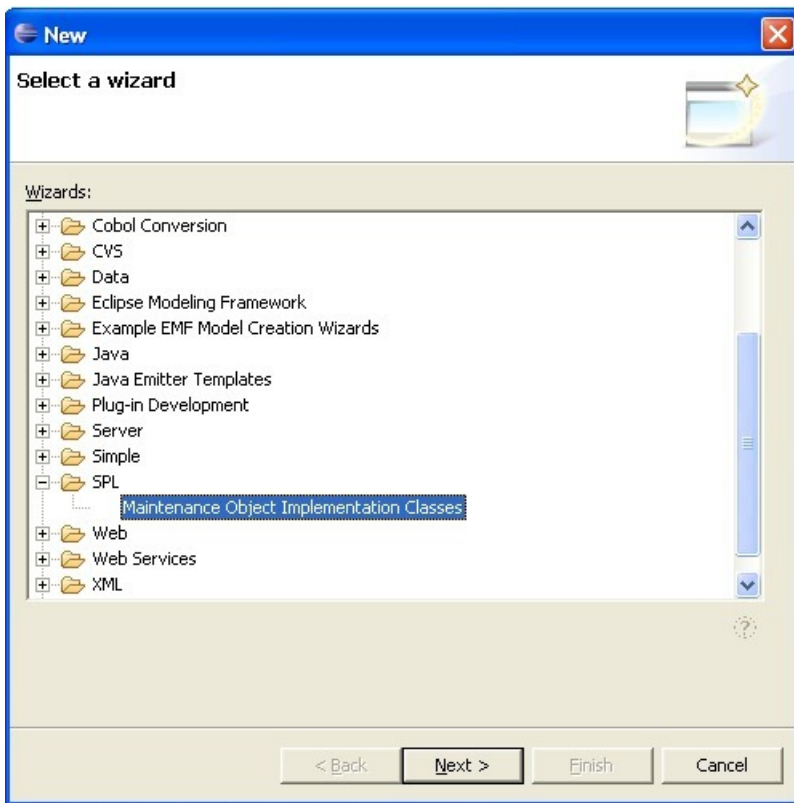 New
Select a wizard
Wizards:
Cobol Conversion
CVS
Data
Eclipse Modeling Framework
Example EMF Model Creation Wizards
Java
Java Emitter Templates
Plug-in Development
Server
Simple
SPL
Maintenance Object Implementation Classes
Web
Web Services
XML
< Back Next > Finish Cancel